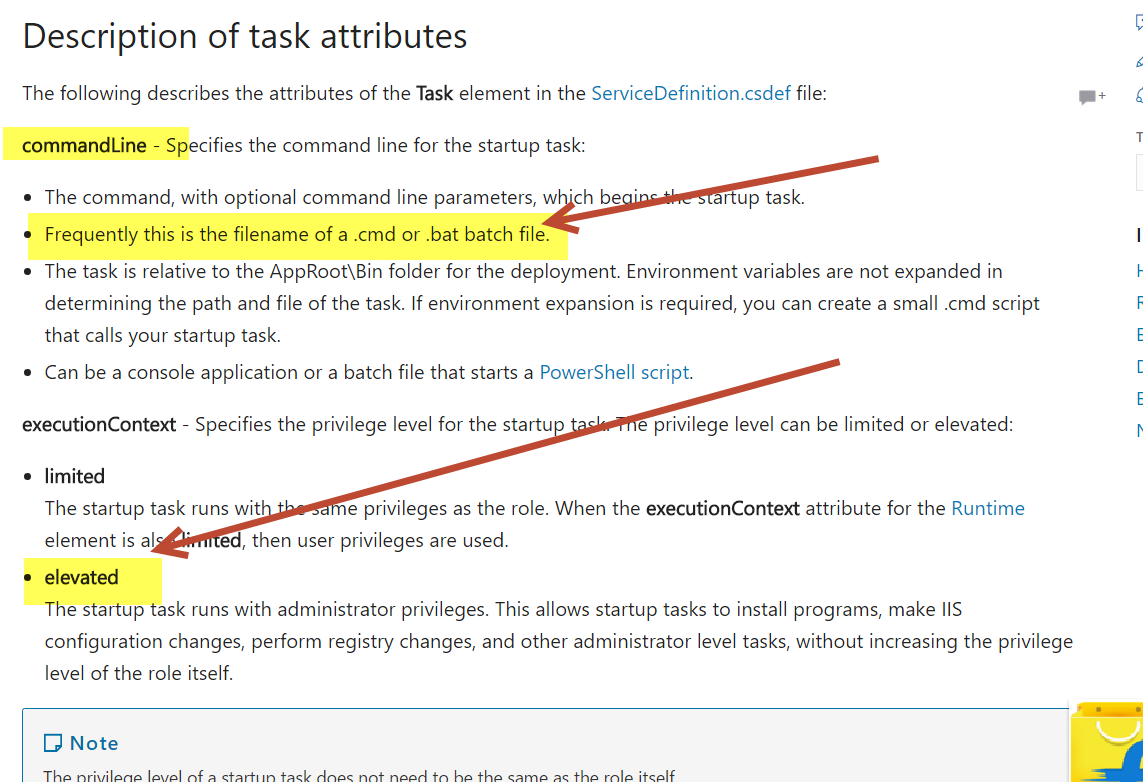 Description of task attributes
The following describes the attributes of the Task element in the ServiceDefinition.csdef file:
commandLine - Specifies the command line for the startup task:
The command, with optional command line parameters, which begins the startup task.
Frequently this is the filename of a .cmd or .bat batch file.
The task is relative to the AppRoot\Bin folder for the deployment. Environment variables are not expanded in
determining the path and file of the task. If environment expansion is required, you can create a small .cmd script
that calls your startup task.
Can be a console application or a batch file that starts a PowerShell script.
executionContext - Specifies the privilege level for the startup task. The privilege level can be limited or elevated:
limited
The startup task runs with the same privileges as the role. When the executionContext attribute for the Runtime
element is also limited, then user privileges are used.
elevated
The startup task runs with administrator privileges. This allows startup tasks to install programs, make IIS
configuration changes, perform registry changes, and other administrator level tasks, without increasing the privilege
level of the role itself.
Note
The privilege level of a startup task does not need to be the same as the role itself.